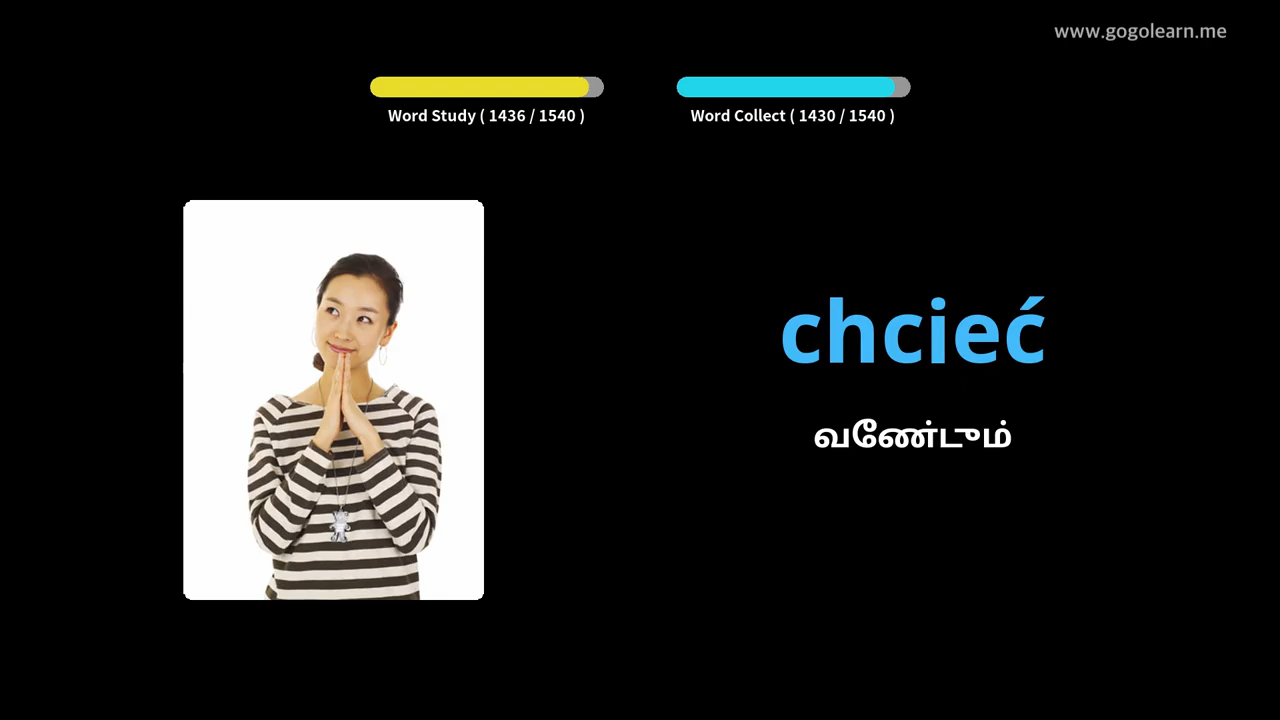 www.gogolearn.me
Word Study ( 1436 / 1540 )
Word Collect ( 1430 / 1540 )
chcieć
வேண்டும்